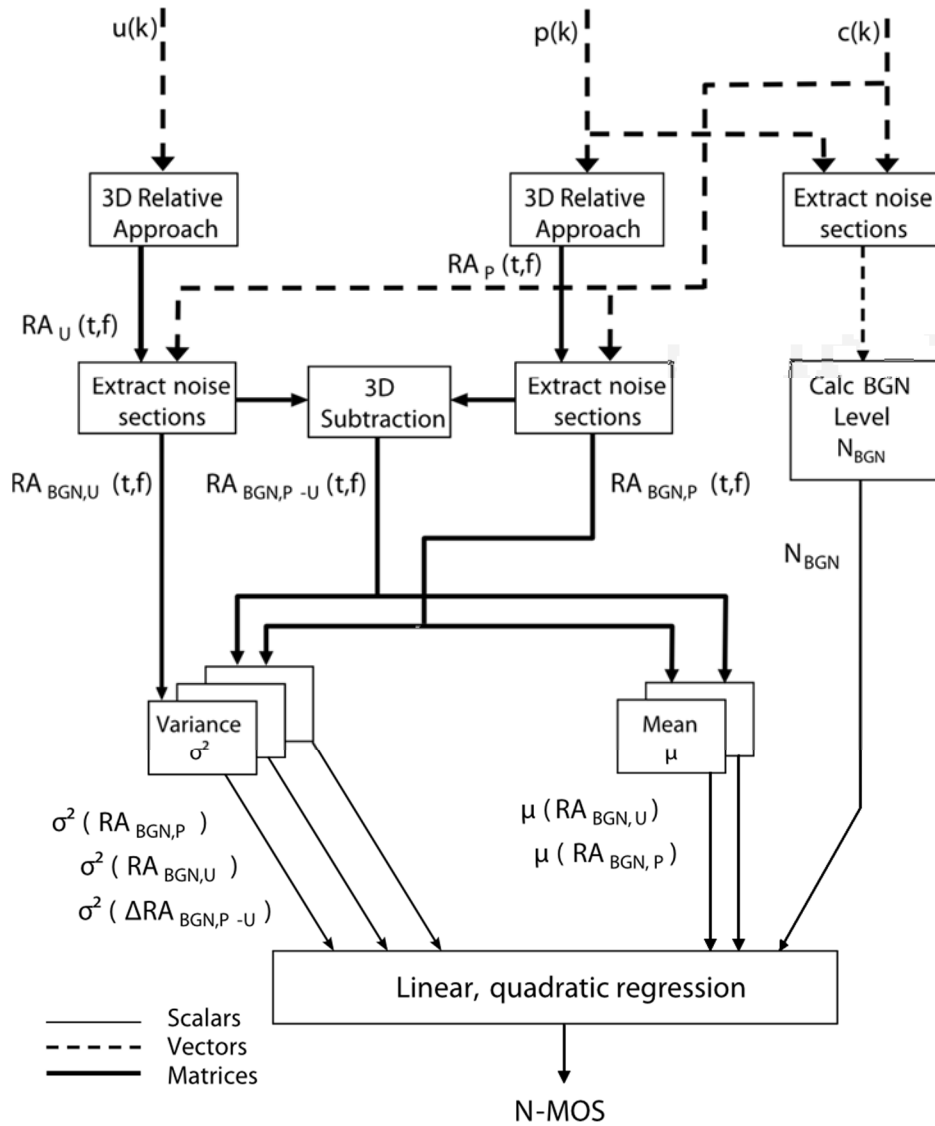 u(k)
p(k)
c(k)
3D Relative
Approach
3D Relative
Approach
Extract noise
sections
RA P (t,f)
RA U (t,f)
Extract noise
sections
3D
Subtraction
Extract noise
sections
Calc BGN
Level
NBGN
RA BGN,U (t,f)
RA BGN,P -U (t,f)
RA BGN,P (t,f)
NBGN
Variance
σ²
Mean
μ
σ² ( RA BGN,P )
σ² ( RA BGN,U )
σ² ( ΔRA BGN,P -U )
μ ( RA BGN,U )
μ ( RA BGN, P )
Linear, quadratic regression
Scalars
Vectors
Matrices
N-MOS